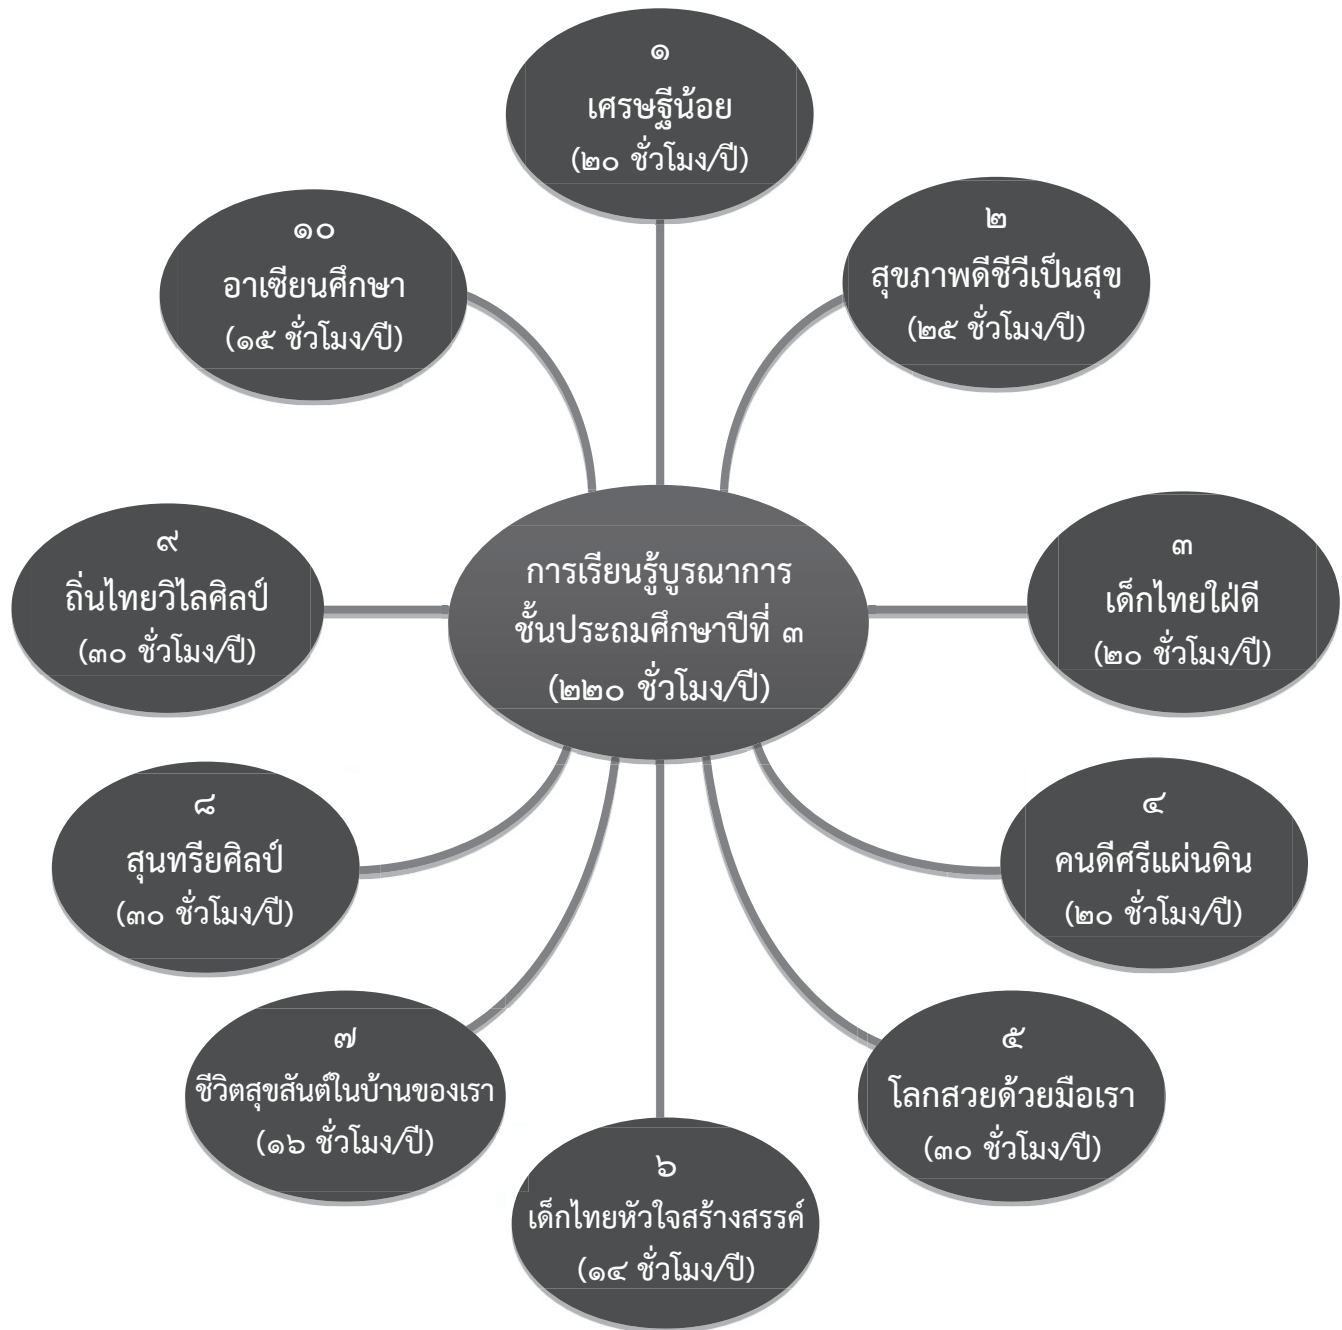 ๑
เศรษฐีน้อย
(๒๐ ชั่วโมง/ปี)
๒
สุขภาพดีชีวีเป็นสุข
(๒๕ ชั่วโมง/ปี)
๓
เด็กไทยใฝ่ดี
(๒๐ ชั่วโมง/ปี)
๔
คนดีศรีแผ่นดิน
(๒๐ ชั่วโมง/ปี)
๕
โลกสวยด้วยมือเรา
(๓๐ ชั่วโมง/ปี)
๖
เด็กไทยหัวใจสร้างสรรค์
(๑๔ ชั่วโมง/ปี)
๗
ชีวิตสุขสันต์ในบ้านของเรา
(๑๖ ชั่วโมง/ปี)
๘
สุนทรียศิลป์
(๓๐ ชั่วโมง/ปี)
๙
ถิ่นไทยวิไลศิลป์
(๓๐ ชั่วโมง/ปี)
๑๐
อาเซียนศึกษา
(๑๕ ชั่วโมง/ปี)
การเรียนรู้บูรณาการ
ชั้นประถมศึกษาปีที่ ๓
(๒๒๐ ชั่วโมง/ปี)